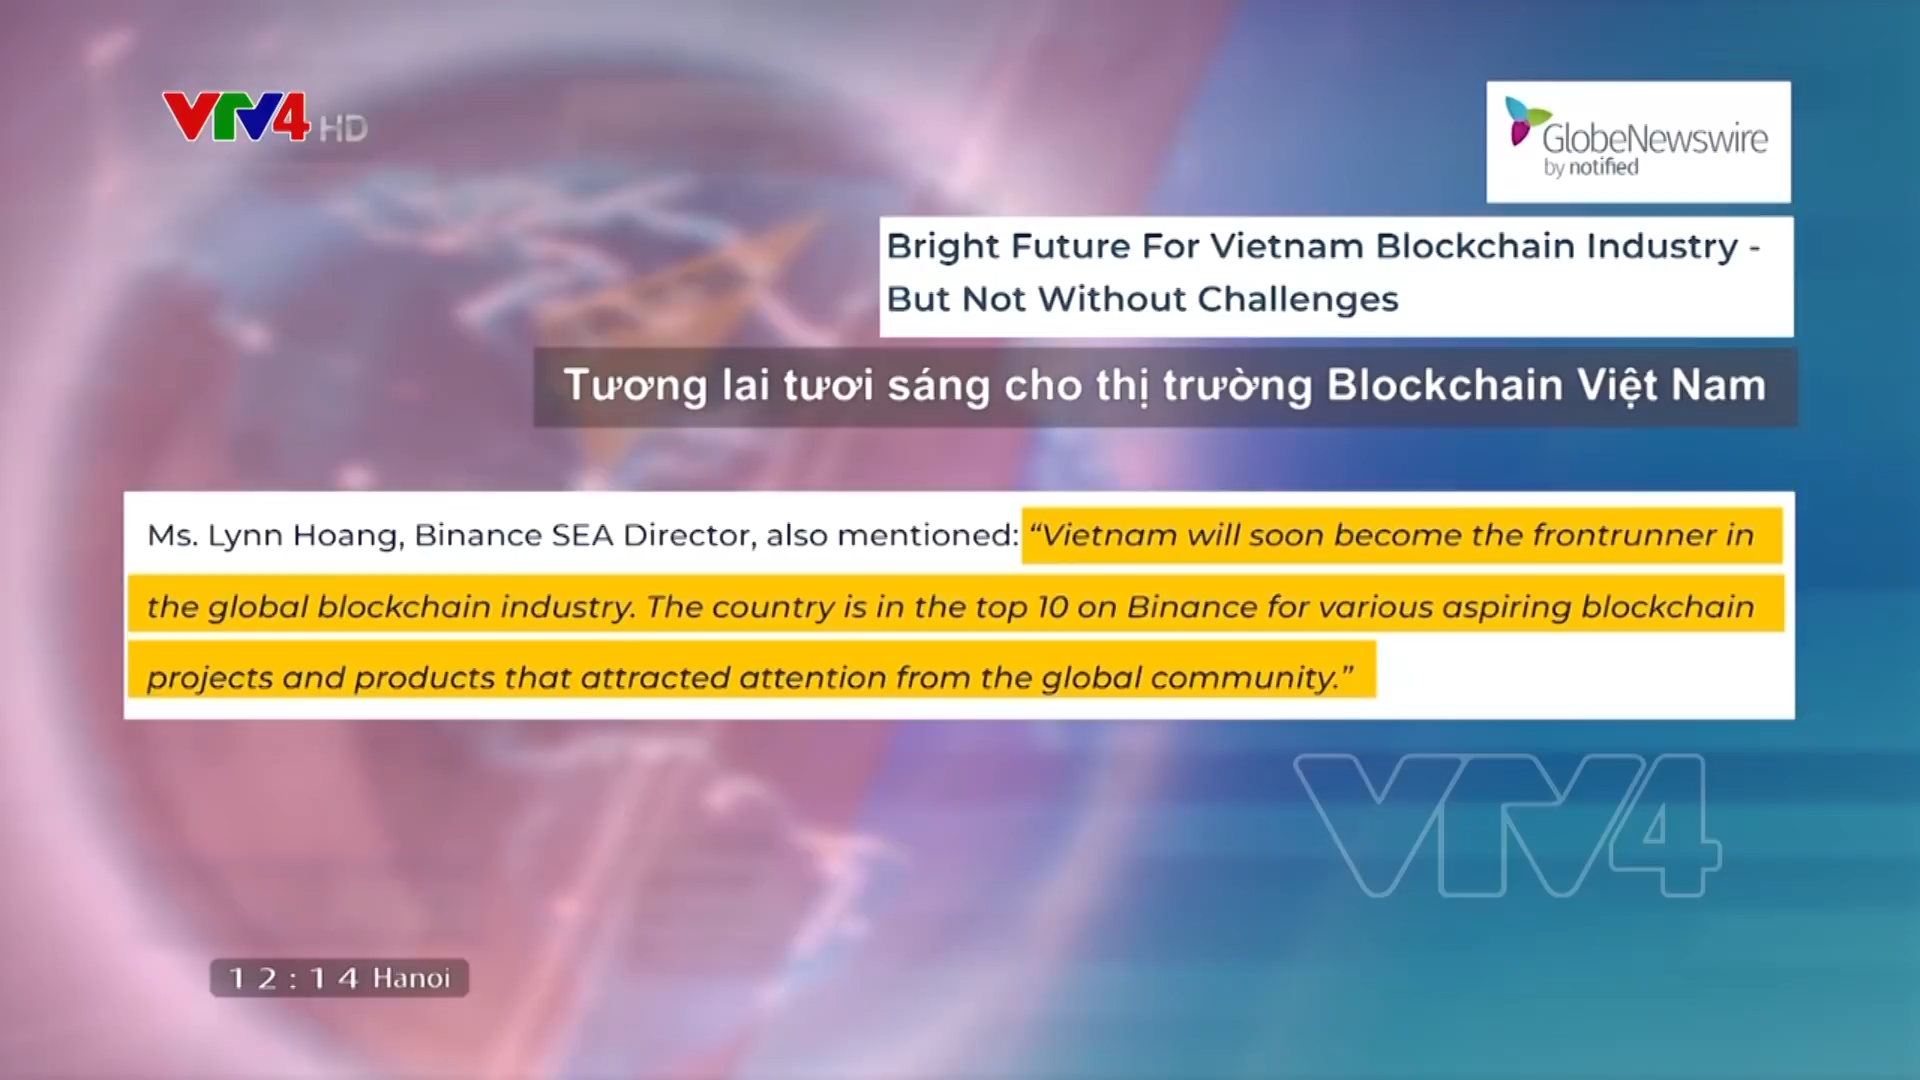 VTV4 HD
GlobeNewswire
by notified
Bright Future For Vietnam Blockchain Industry -
But Not Without Challenges
Tương lai tươi sáng cho thị trường Blockchain Việt Nam
Ms. Lynn Hoang, Binance SEA Director, also mentioned: “Vietnam will soon become the frontrunner in
the global blockchain industry. The country is in the top 10 on Binance for various aspiring blockchain
projects and products that attracted attention from the global community.”
VTV4
12:14 Hanoi